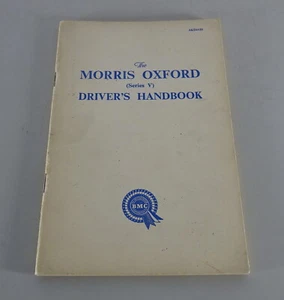 The
MORRIS OXFORD
(Series V)
DRIVER'S HANDBOOK
BMC